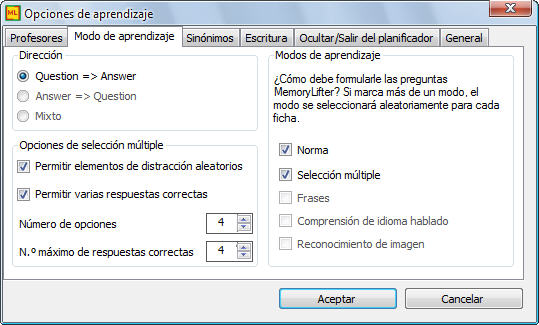 ML Opciones de aprendizaje
Profesores Modo de aprendizaje Sinónimos Escritura Ocultar/Salir del planificador General
Dirección
Question => Answer
Answer => Question
Mixto
Opciones de selección múltiple
Permitir elementos de distracción aleatorios
Permitir varias respuestas correctas
Número de opciones 4
N.º máximo de respuestas correctas 4
Modos de aprendizaje
¿Cómo debe formularle las preguntas
MemoryLifter? Si marca más de un modo, el
modo se seleccionará aleatoriamente para cada
ficha.
Norma
Selección múltiple
Frases
Comprensión de idioma hablado
Reconocimiento de imagen
Aceptar Cancelar